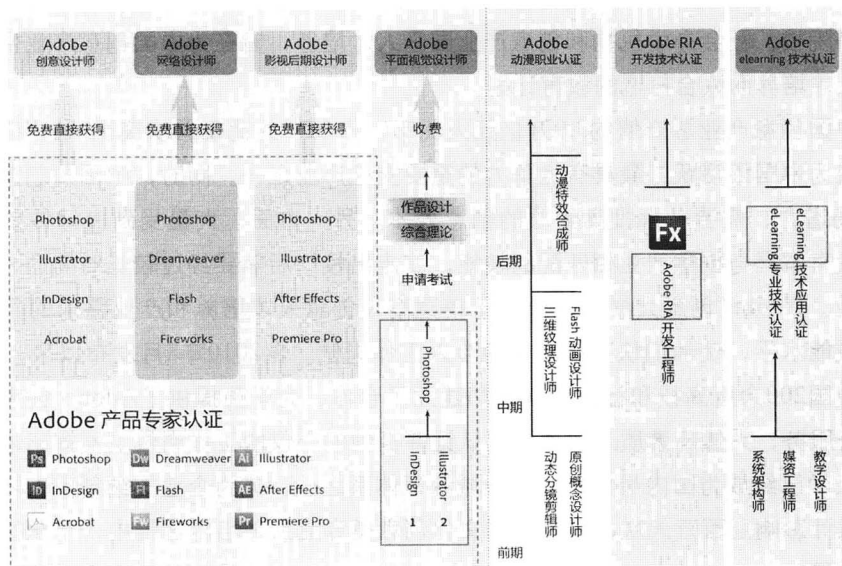 Adobe
创意设计师
Adobe
网络设计师
Adobe
影视后期设计师
Adobe
平面视觉设计师
Adobe
动漫职业认证
Adobe RIA
开发技术认证
Adobe
elearning 技术认证
免费直接获得
免费直接获得
免费直接获得
收 费
Photoshop
Illustrator
InDesign
Acrobat
Photoshop
Dreamweaver
Flash
Fireworks
Photoshop
Illustrator
After Effects
Premiere Pro
作品设计
综合理论
申请考试
Photoshop
InDesign
1
Illustrator
2
Adobe 产品专家认证
Ps Photoshop
Dw Dreamweaver
Ai Illustrator
ID InDesign
Fl Flash
AE After Effects
Acrobat
Fw Fireworks
Pr Premiere Pro
后期
中期
前期
动漫特效合成师
三维纹理设计师
Flash 动画设计师
动态分镜剪辑师
原创概念设计师
Fx
Adobe RIA 开发工程师
eLearning 专业技术认证
eLearning 技术应用认证
系统架构师
媒资工程师
教学设计师